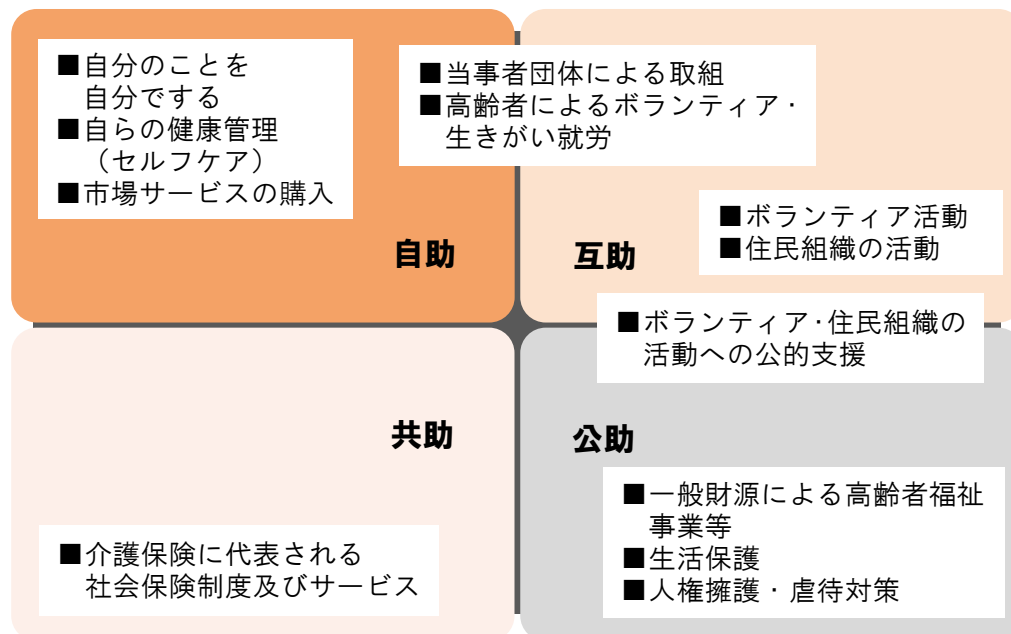 ■自分のことを
自分でする
■自らの健康管理
（セルフケア）
■市場サービスの購入
■当事者団体による取組
■高齢者によるボランティア・
生きがい就労
■ボランティア活動
■住民組織の活動
自助
互助
■ボランティア･住民組織の
活動への公的支援
共助
公助
■介護保険に代表される
社会保険制度及びサービス
■一般財源による高齢者福祉
事業等
■生活保護
■人権擁護・虐待対策